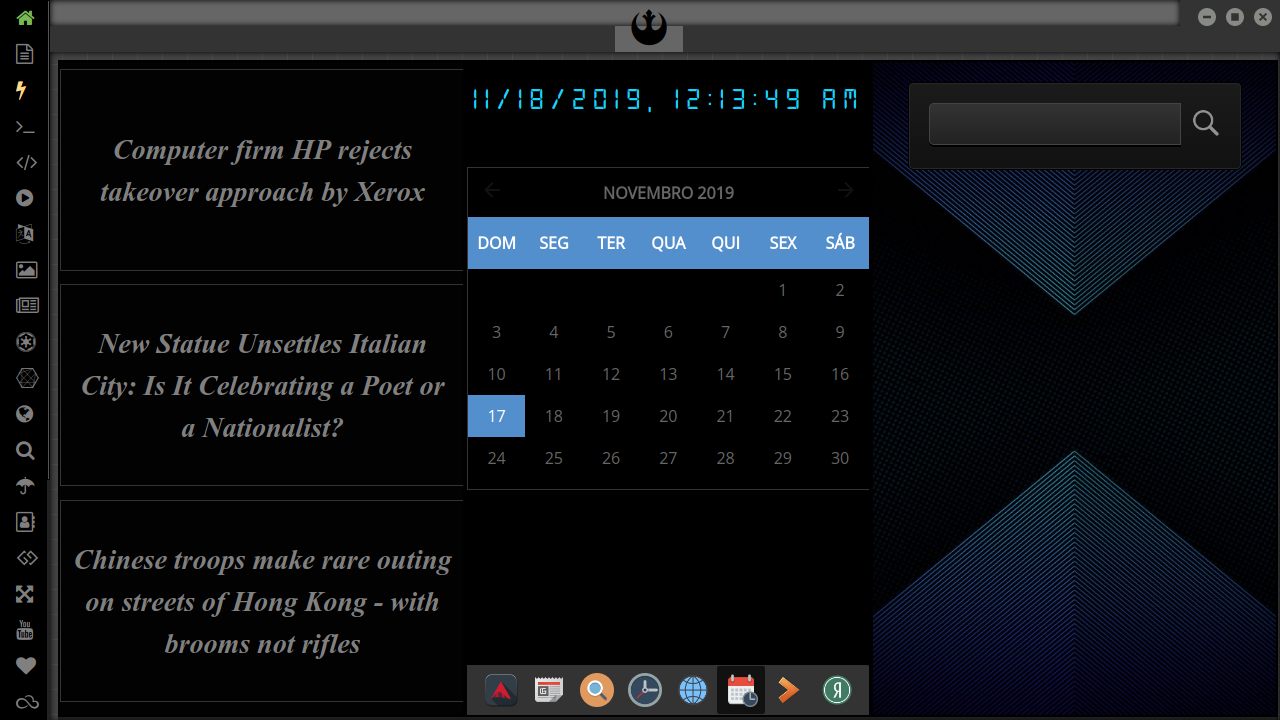 Computer firm HP rejects
takeover approach by Xerox
New Statue Unsettles Italian
City: Is It Celebrating a Poet or
a Nationalist?
Chinese troops make rare outing
on streets of Hong Kong - with
brooms not rifles
11/18/2019, 12:13:49 AM
NOVEMBRO 2019
DOM SEG TER QUA QUI SEX SÁB
1 2
3 4 5 6 7 8 9
10 11 12 13 14 15 16
17 18 19 20 21 22 23
24 25 26 27 28 29 30
You
Tube
Я